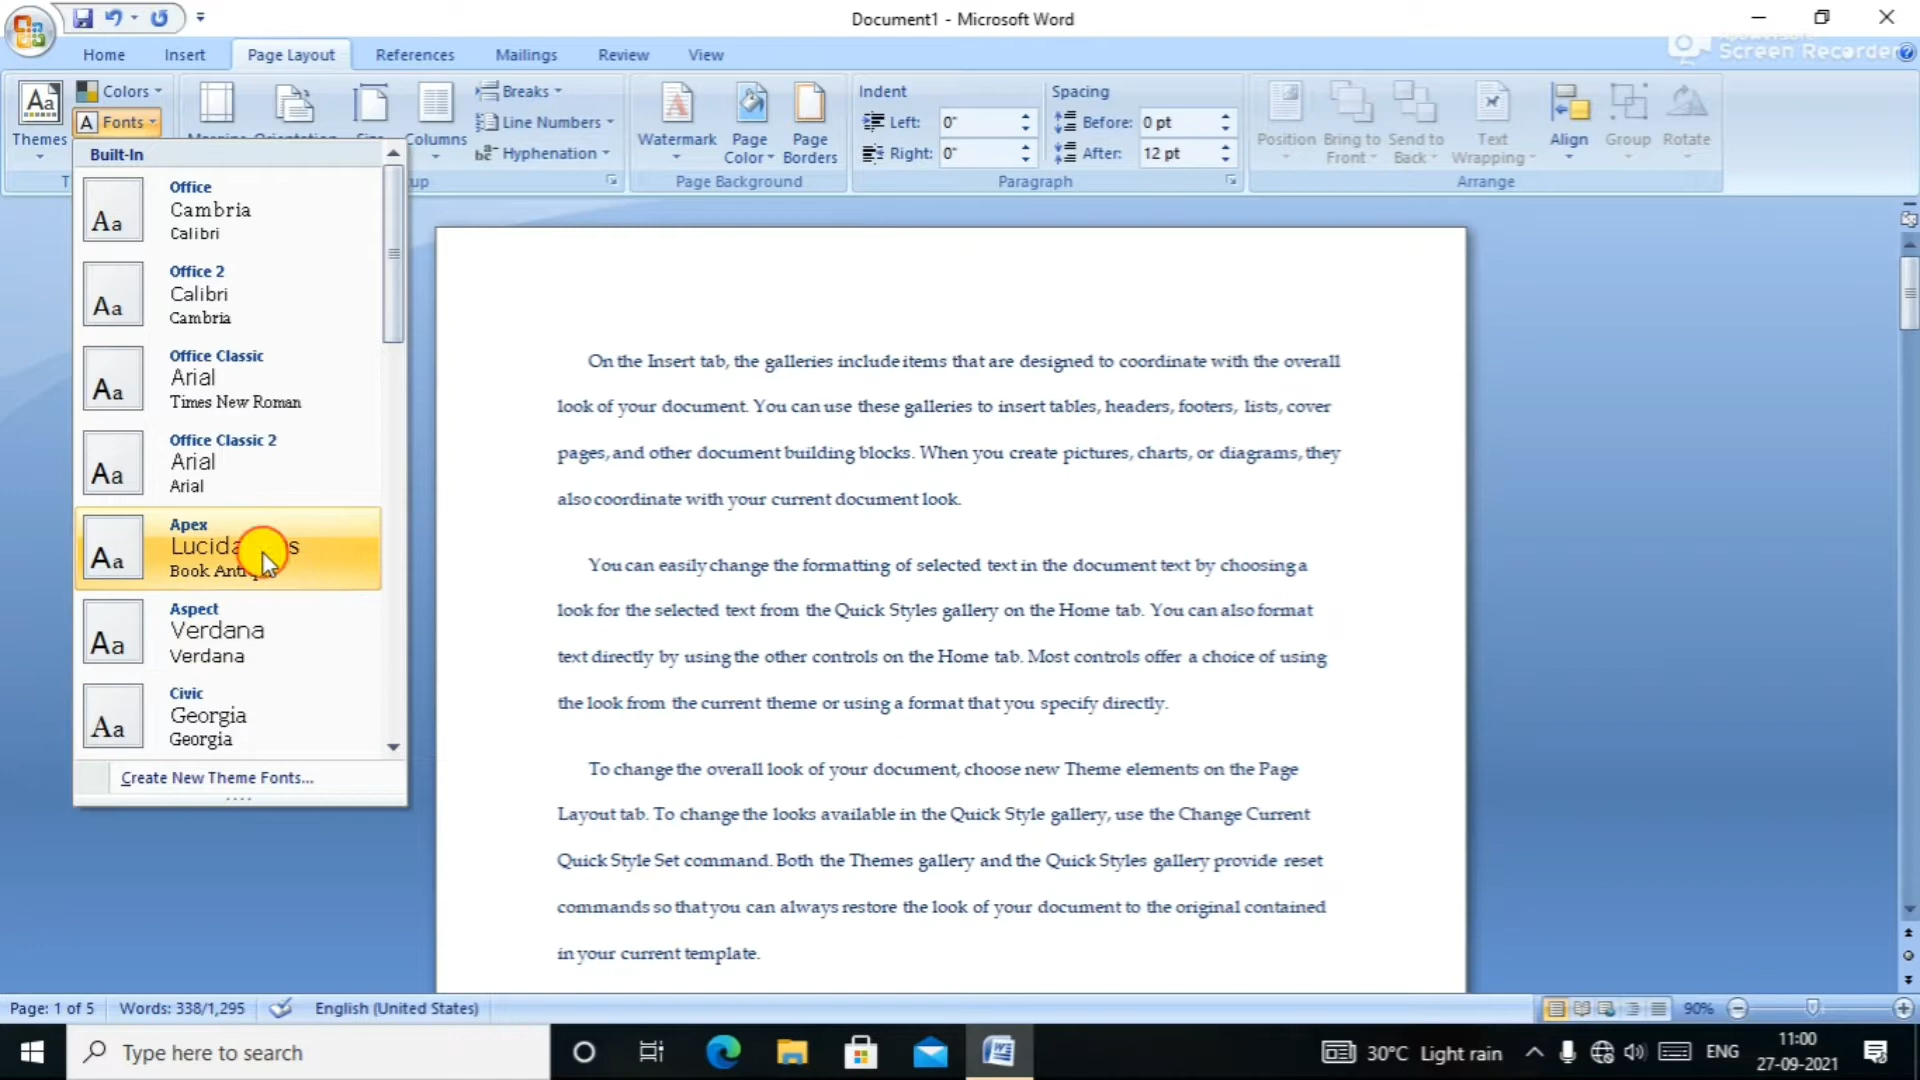 Document1 - Microsoft Word
Screen Recorder
Home Insert Page Layout References Mailings Review View
Themes
Colors
Fonts
Columns
Breaks
Line Numbers
Hyphenation
Watermark
Page Color
Page Borders
Page Background
Indent
Left: 0"
Right: 0"
Spacing
Before: 0 pt
After: 12 pt
Paragraph
Position
Bring to Front
Send to Back
Text Wrapping
Align
Group
Rotate
Arrange
Built-In
Office
Cambria
Calibri
Office 2
Calibri
Cambria
Office Classic
Arial
Times New Roman
Office Classic 2
Arial
Arial
Apex
Book
Aspect
Verdana
Verdana
Civic
Georgia
Georgia
Create New Theme Fonts...
On the Insert tab, the galleries include items that are designed to coordinate with the overall
look of your document. You can use these galleries to insert tables, headers, footers, lists, cover
pages, and other document building blocks. When you create pictures, charts, or diagrams, they
also coordinate with your current document look.
You can easily change the formatting of selected text in the document text by choosing a
look for the selected text from the Quick Styles gallery on the Home tab. You can also format
text directly by using the other controls on the Home tab. Most controls offer a choice of using
the look from the current theme or using a format that you specify directly.
To change the overall look of your document, choose new Theme elements on the Page
Layout tab. To change the looks available in the Quick Style gallery, use the Change Current
Quick Style Set command. Both the Themes gallery and the Quick Styles gallery provide reset
commands so that you can always restore the look of your document to the original contained
in your current template.
Page: 1 of 5 Words: 338/1,295 English (United States) 90%
Type here to search
30°C Light rain
ENG
11:00
27-09-2021